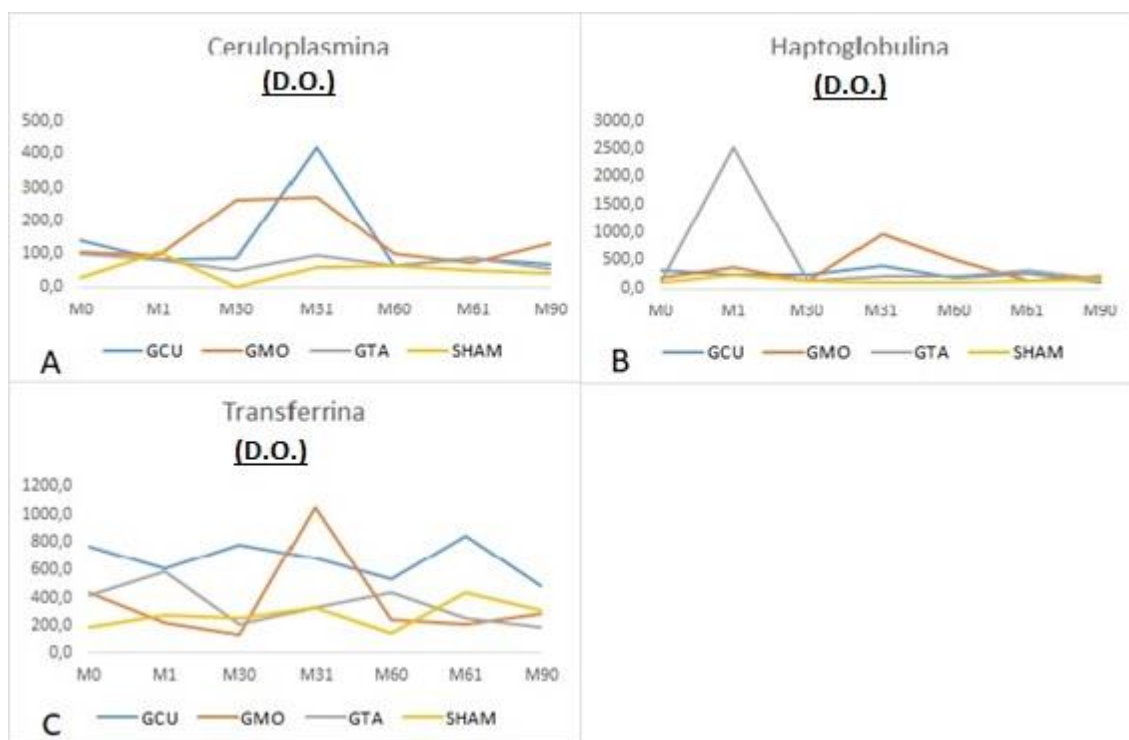 Ceruloplasmina
(D.O.)
500,0
400,0
300,0
200,0
100,0
0,0
M0 M1 M30 M31 M60 M61 M90
GCU GMO GTA SHAM
A
Haptoglobulina
(D.O.)
3000,0
2500,0
2000,0
1500,0
1000,0
500,0
0,0
M0 M1 M30 M31 M60 M61 M90
GCU GMO GTA SHAM
B
Transferrina
(D.O.)
1200,0
1000,0
800,0
600,0
400,0
200,0
0,0
M0 M1 M30 M31 M60 M61 M90
GCU GMO GTA SHAM
C